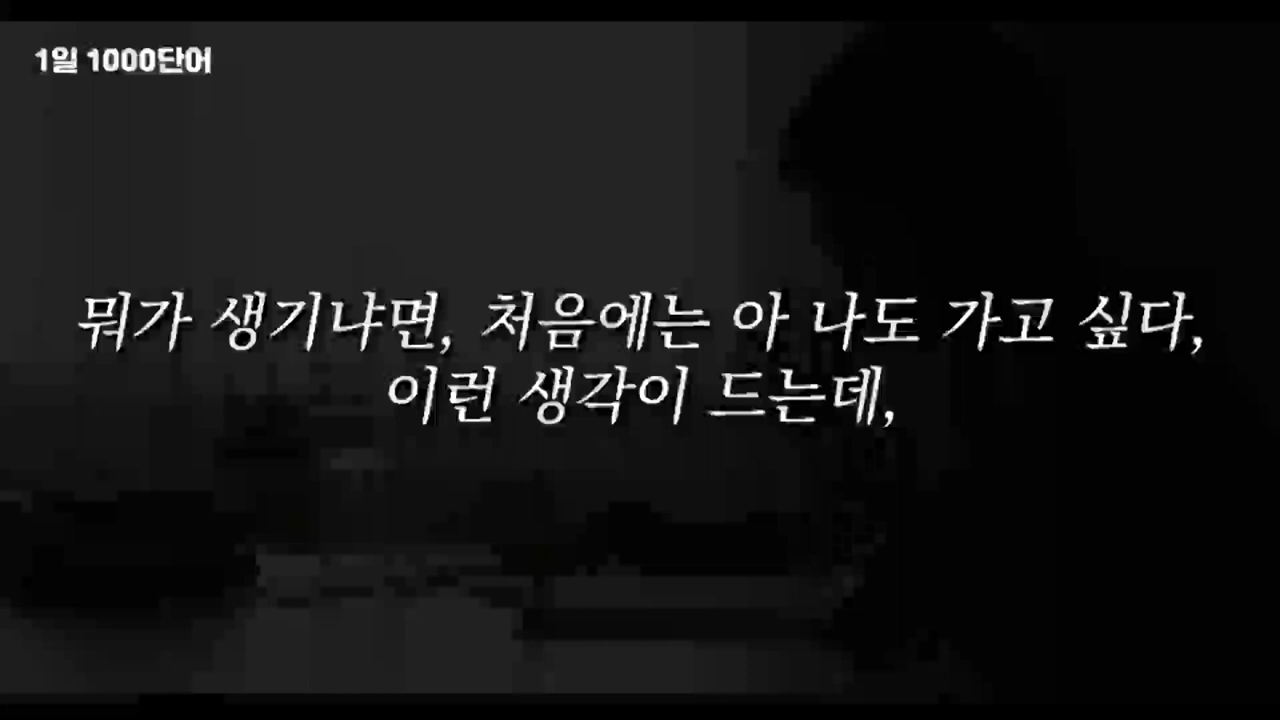 1일 1000단어
뭐가 생기냐면, 처음에는 아 나도 가고 싶다,
이런 생각이 드는데,